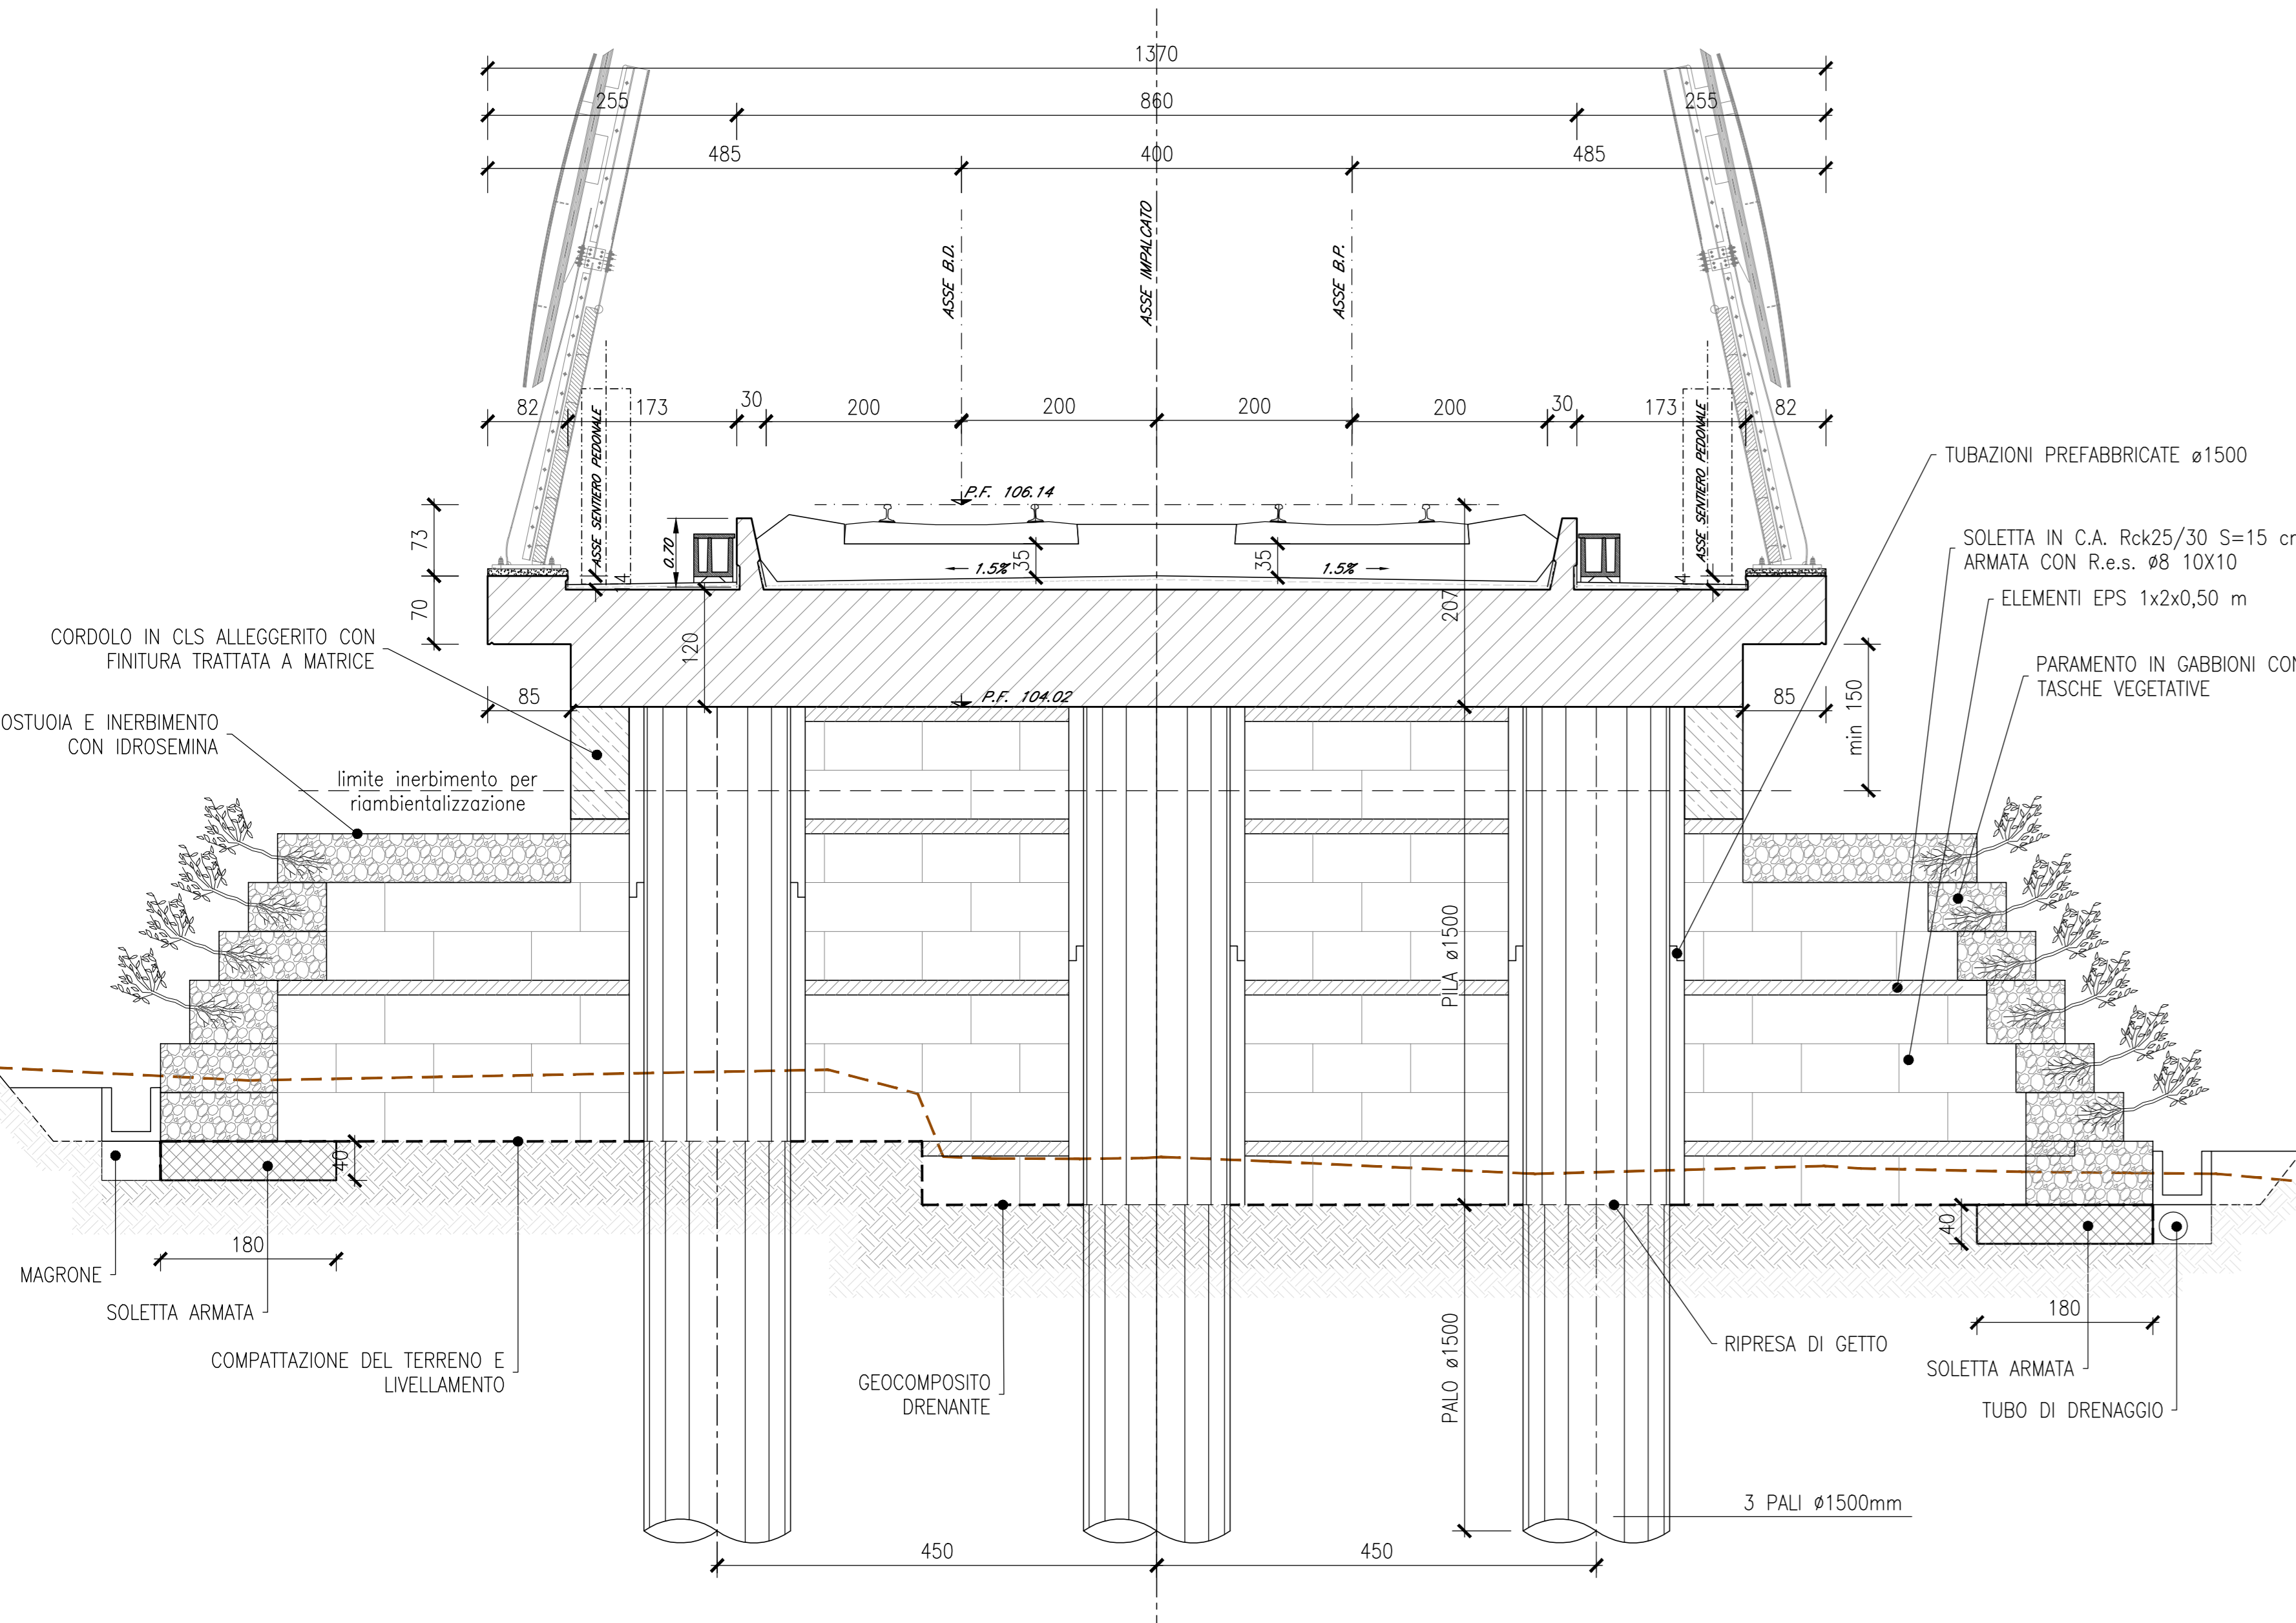 1370
255
860
255
485
400
485
ASSE B.D.
ASSE IMPALCATO
ASSE B.P.
82
173
30
200
200
200
200
30
173
82
ASSE SENTIERO PEDONALE
ASSE SENTIERO PEDONALE
TUBAZIONI PREFABBRICATE ø1500
P.F. 106.14
73
0.70
14
35
35
14
1.5%
1.5%
SOLETTA IN C.A. Rck25/30 S=15 cm
ARMATA CON R.e.s. Ø8 10X10
ELEMENTI EPS 1x2x0,50 m
70
120
207
CORDOLO IN CLS ALLEGGERITO CON
FINITURA TRATTATA A MATRICE
PARAMENTO IN GABBIONI CON
TASCHE VEGETATIVE
85
P.F. 104.02
85
min 150
OSTUOIA E INERBIMENTO
CON IDROSEMINA
limite inerbimento per
riambientalizzazione
PILA ø1500
40
40
180
MAGRONE
SOLETTA ARMATA
180
COMPATTAZIONE DEL TERRENO E
LIVELLAMENTO
GEOCOMPOSITO
DRENANTE
PALO ø1500
RIPRESA DI GETTO
SOLETTA ARMATA
TUBO DI DRENAGGIO
3 PALI Ø1500mm
450
450